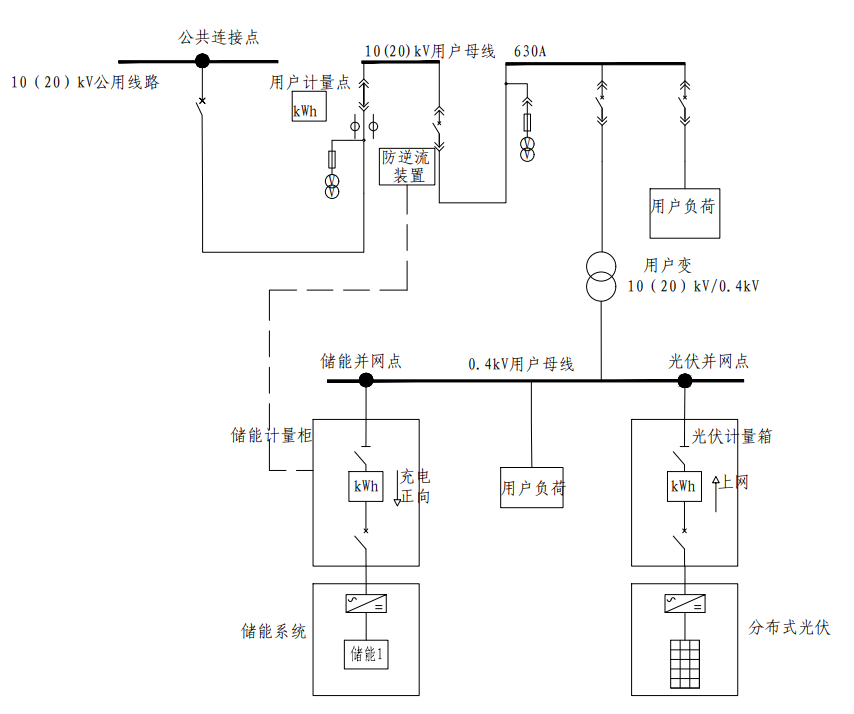 公共连接点
10(20)kV用户母线 630A
10(20)kV公用线路
用户计量点
kWh
防逆流
装置
V
V
V
V
用户负荷
用户变
10(20)kV/0.4kV
储能并网点
0.4kV用户母线
光伏并网点
储能计量柜
光伏计量箱
充电
正向
kWh
用户负荷
kWh
上网
储能系统
储能1
分布式光伏